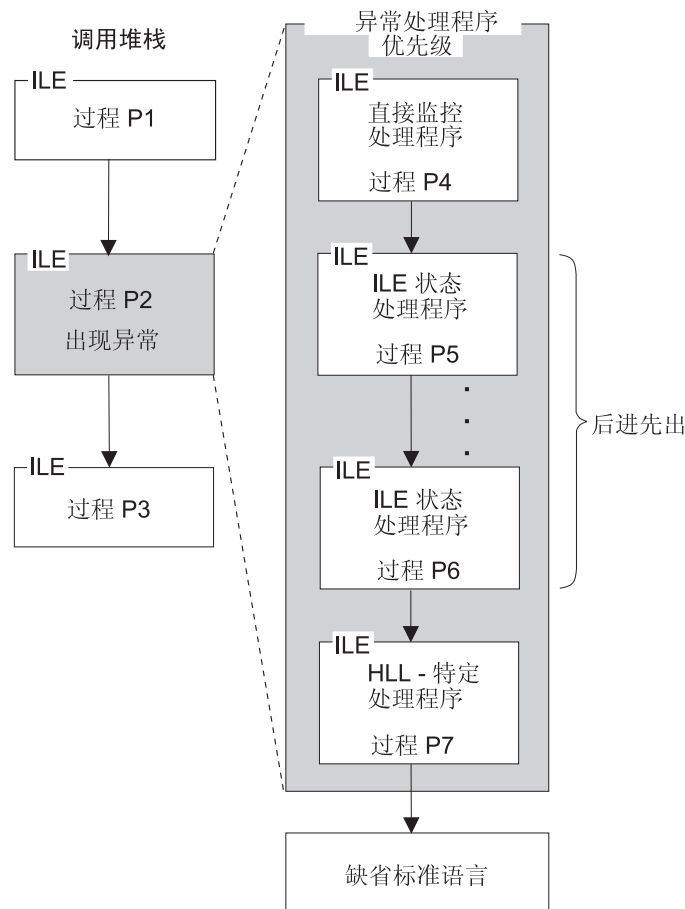 调用堆栈
ILE
过程 P1
ILE
过程 P2
出现异常
ILE
过程 P3
异常处理程序
优先级
ILE
直接监控
处理程序
过程 P4
ILE
ILE 状态
处理程序
过程 P5
ILE
ILE 状态
处理程序
过程 P6
后进先出
ILE
HLL - 特定
处理程序
过程 P7
缺省标准语言